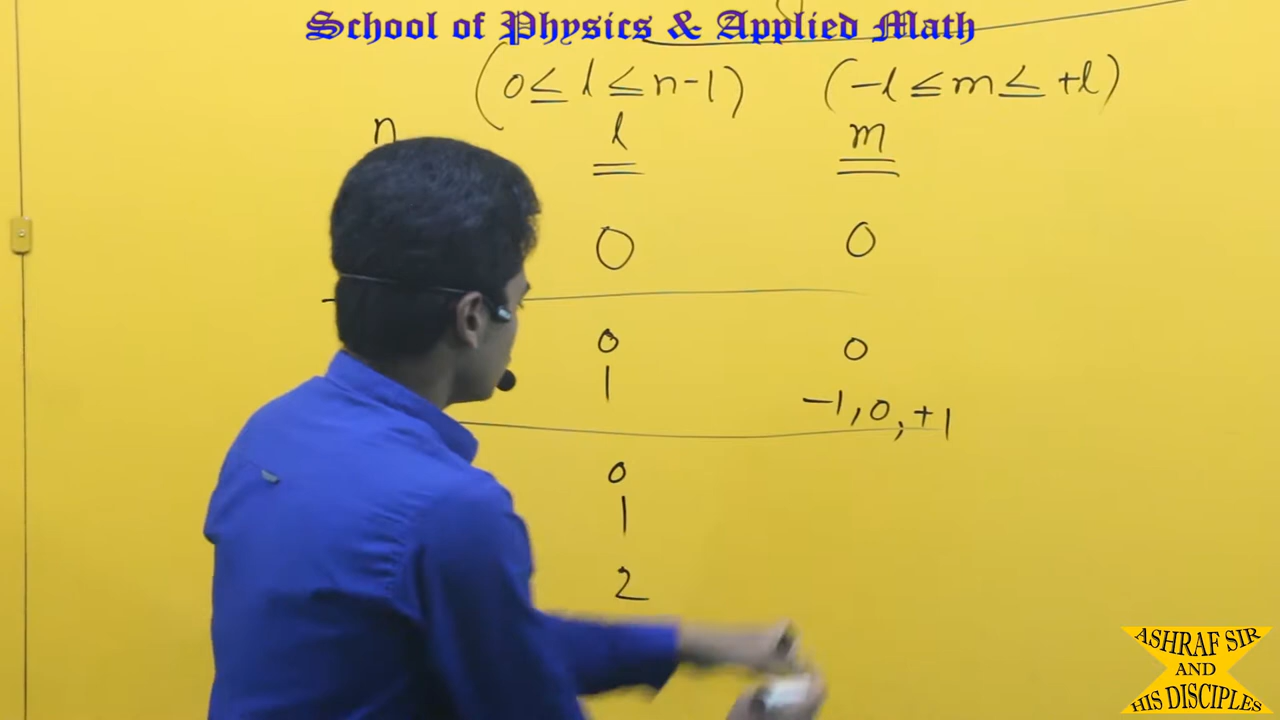 School of Physics & Applied Math
(0≤ l ≤ n-1) (-l ≤ m ≤ +l)
n l m
0 0
0 0
1 -1, 0, +1
0
1
2
ASHRAF SIR
AND
HIS DISCIPLES